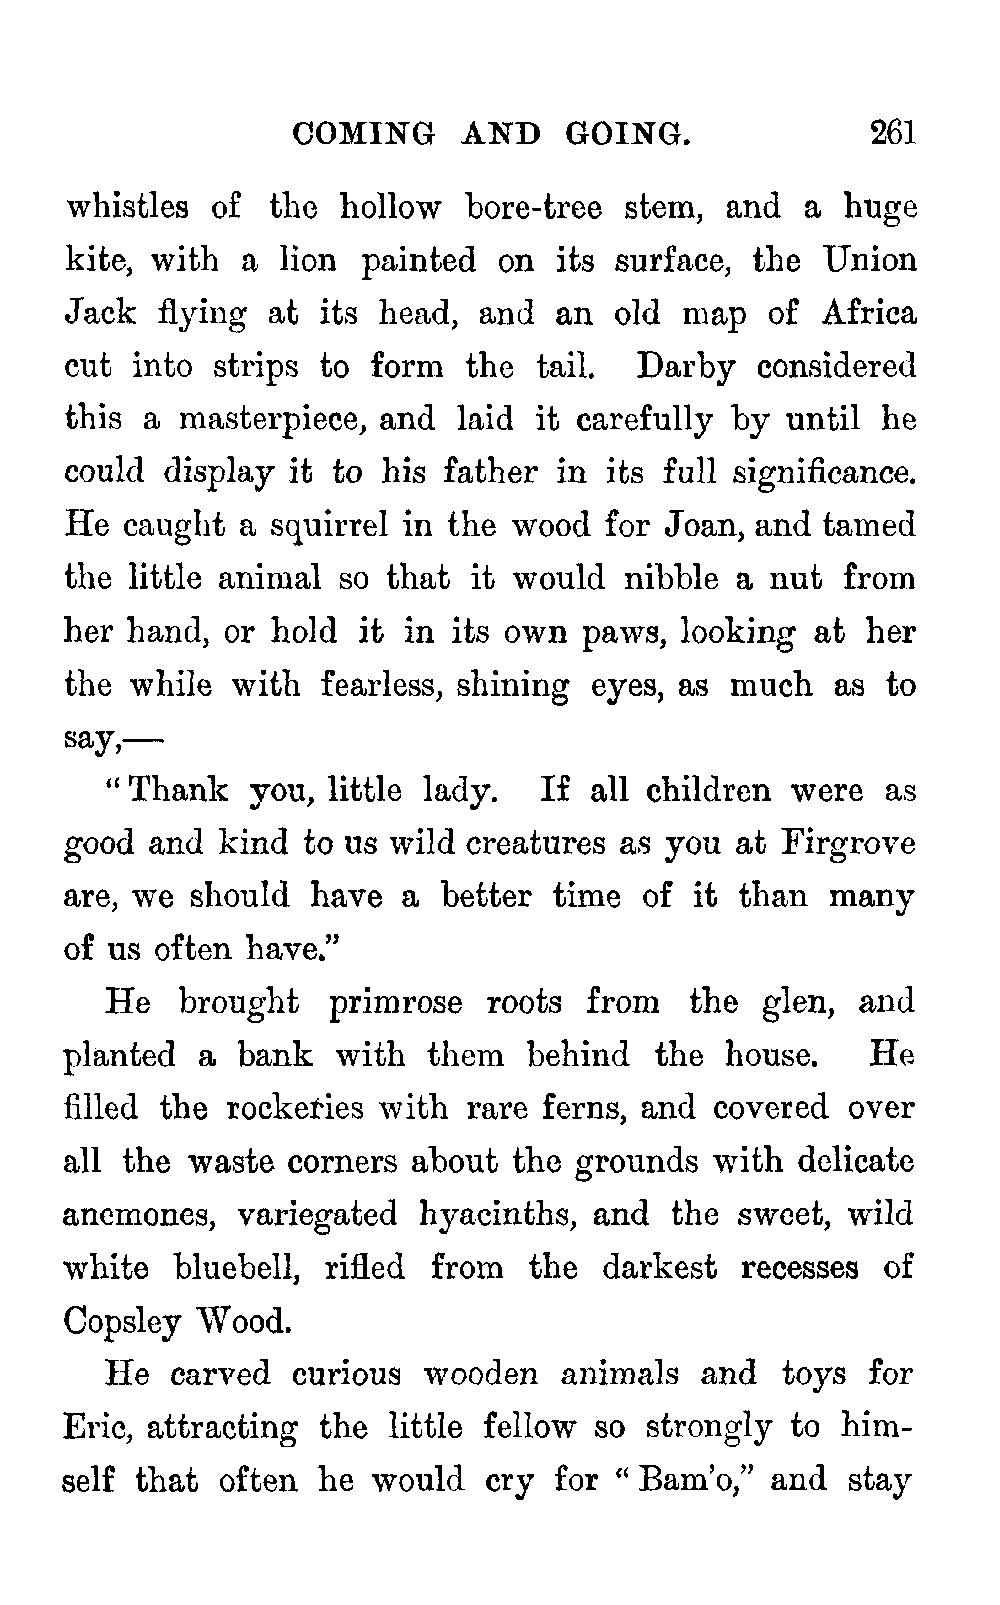 COMING AND GOING. 261
whistles of the hollow bore-tree stem, and a huge
kite, with a lion painted on its surface, the Union
Jack flying at its head, and an old map of Africa
cut into strips to form the tail. Darby considered
this a masterpiece, and laid it carefully by until he
could display it to his father in its full significance.
He caught a squirrel in the wood for Joan, and tamed
the little animal so that it would nibble a nut from
her hand, or hold it in its own paws, looking at her
the while with fearless, shining eyes, as much as to
say,—
“Thank you, little lady. If all children were as
good and kind to us wild creatures as you at Firgrove
are, we should have a better time of it than many
of us often have.”
He brought primrose roots from the glen, and
planted a bank with them behind the house. He
filled the rockeries with rare ferns, and covered over
all the waste corners about the grounds with delicate
anemones, variegated hyacinths, and the sweet, wild
white bluebell, rifled from the darkest recesses of
Copsley Wood.
He carved curious wooden animals and toys for
Eric, attracting the little fellow so strongly to him-
self that often he would cry for “Bam’o,” and stay